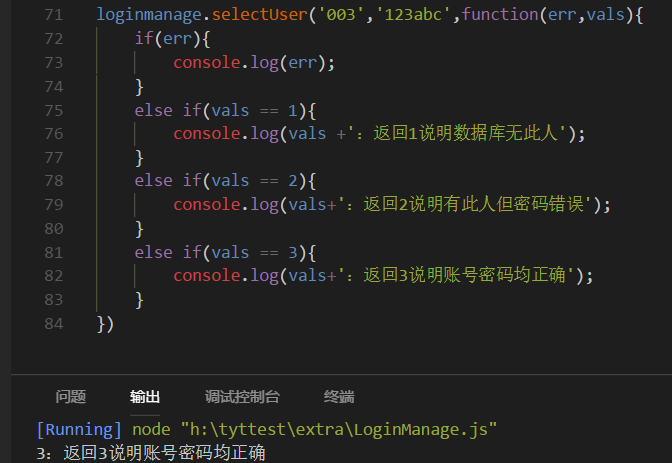 71 loginmanage.selectUser('003','123abc',function(err,vals){
72 if(err){
73 console.log(err);
74 }
75 else if(vals == 1){
76 console.log(vals +': 返回1说明数据库无此人');
77 }
78 else if(vals == 2){
79 console.log(vals+': 返回2说明有此人但密码错误');
80 }
81 else if(vals == 3){
82 console.log(vals+': 返回3说明账号密码均正确');
83 }
84 })
问题 输出 调试控制台 终端
[Running] node "h:\tyttest\extra\LoginManage.js"
3: 返回3说明账号密码均正确